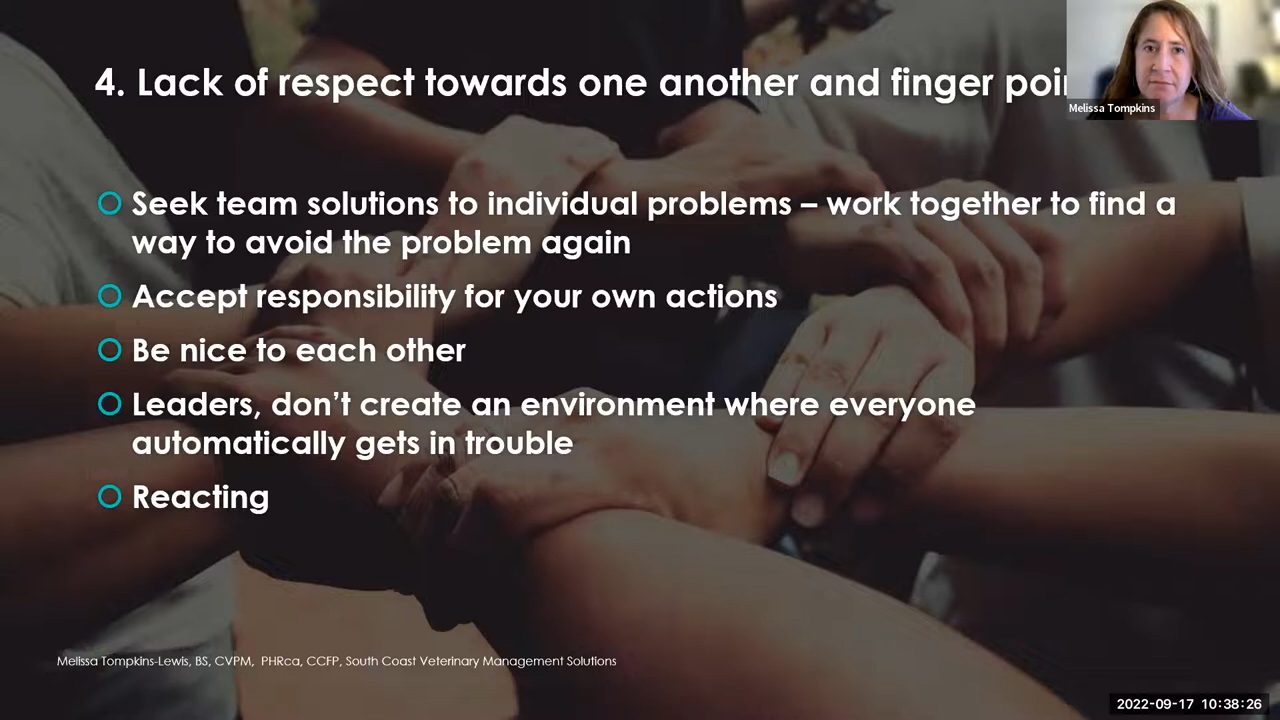 4. Lack of respect towards one another and finger
Melissa Tompkins
Seek team solutions to individual problems – work together to find a
way to avoid the problem again
Accept responsibility for your own actions
Be nice to each other
Leaders, don’t create an environment where everyone
automatically gets in trouble
Reacting
Melissa Tompkins-Lewis, BS, CVPM, PHRca, CCFP, South Coast Veterinary Management Solutions
2022-09-17 10:38:26